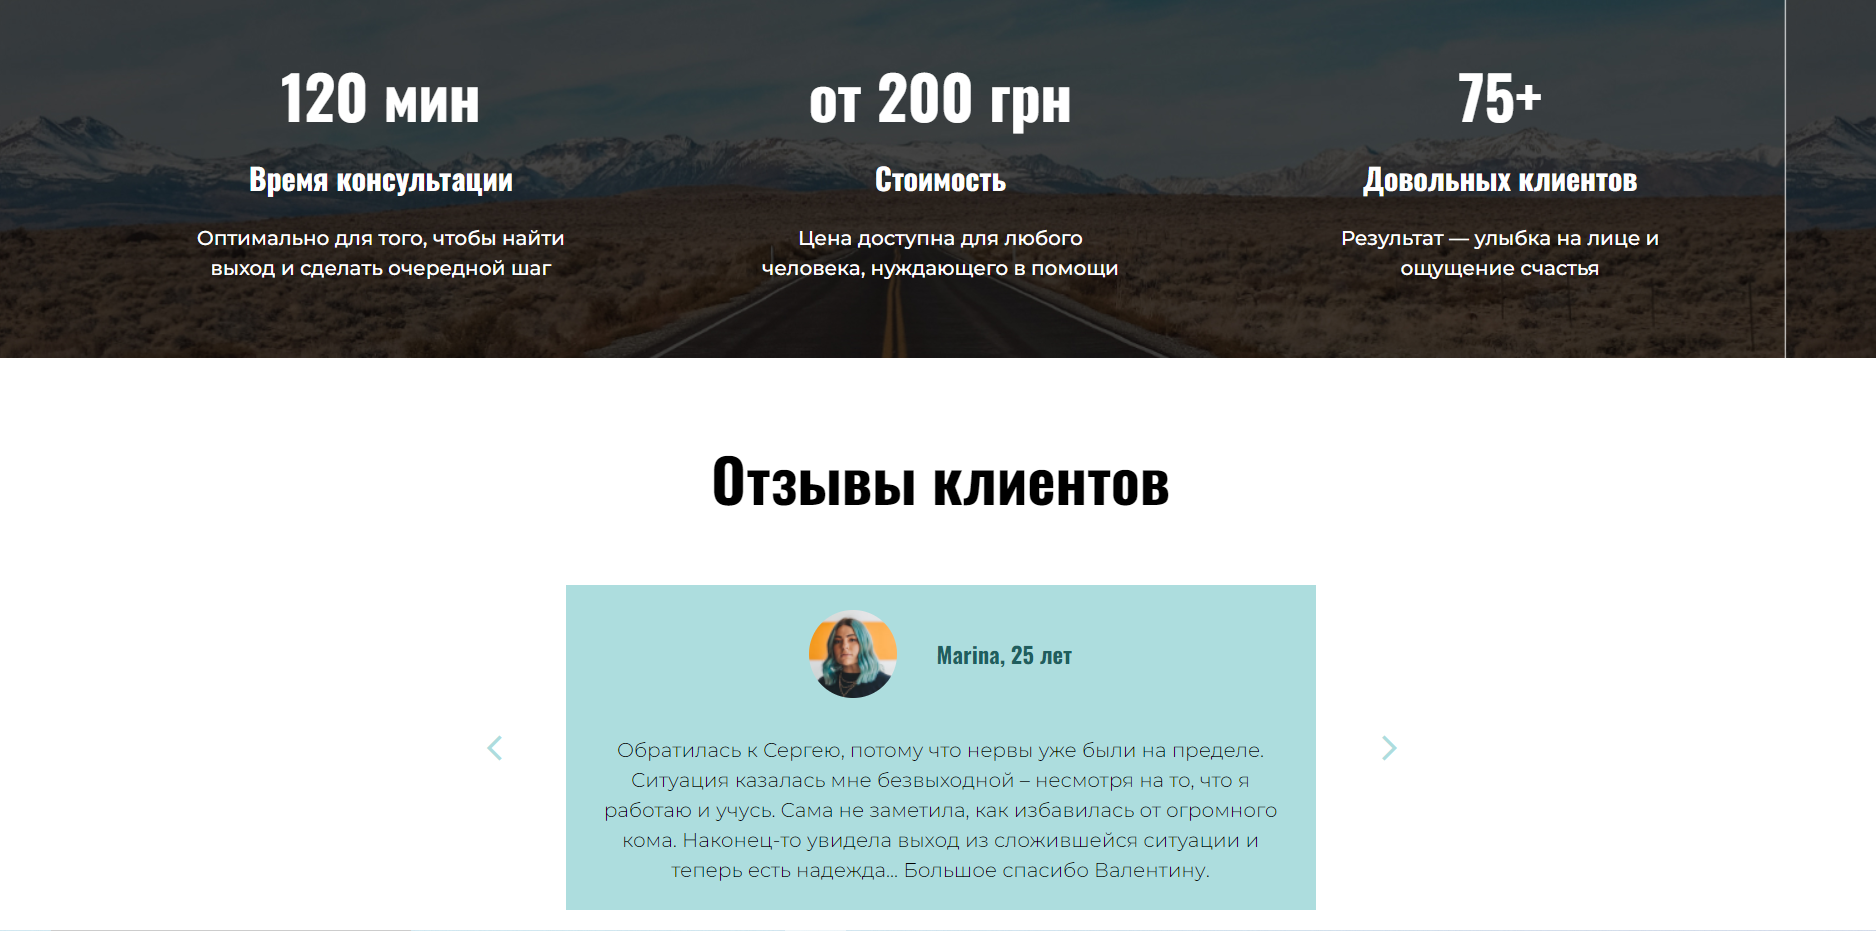 120 мин
от 200 грн
75+
Время консультации
Стоимость
Довольных клиентов
Оптимально для того, чтобы найти
выход и сделать очередной шаг
Цена доступна для любого
человека, нуждающего в помощи
Результат — улыбка на лице и
ощущение счастья
Отзывы клиентов
Marina, 25 лет
Обратилась к Сергею, потому что нервы уже были на пределе.
Ситуация казалась мне безвыходной – несмотря на то, что я
работаю и учусь. Сама не заметила, как избавилась от огромного
кома. Наконец-то увидела выход из сложившейся ситуации и
теперь есть надежда... Большое спасибо Валентину.